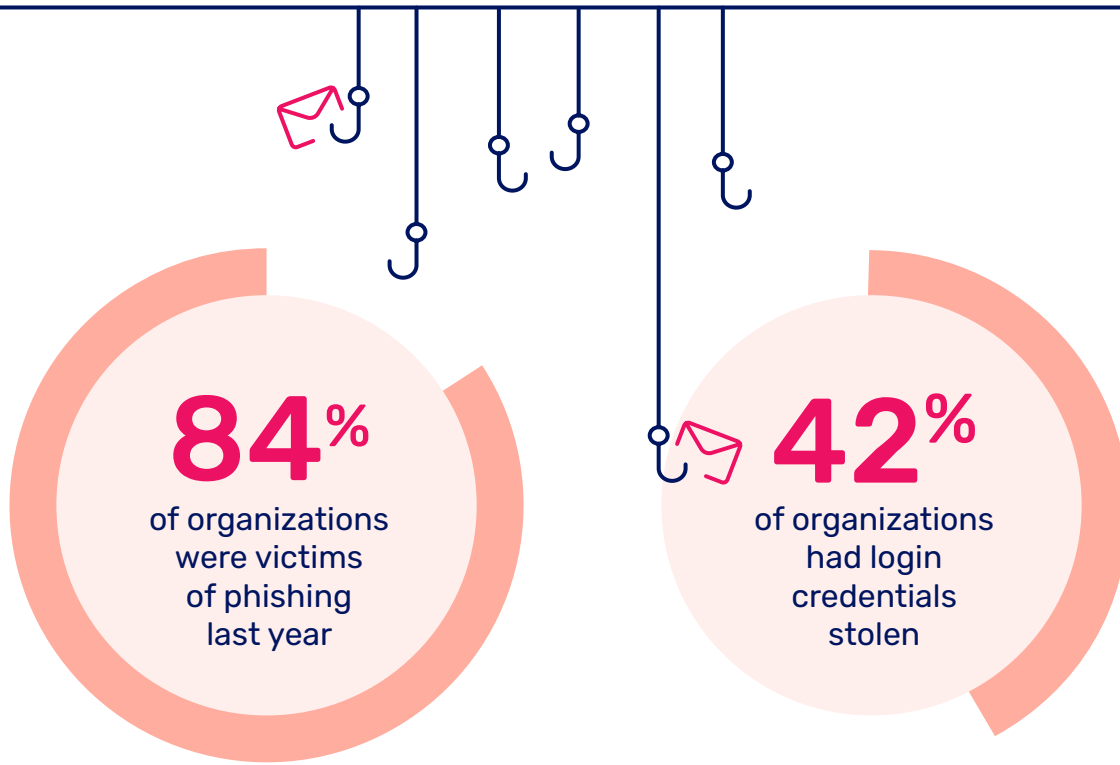 84%
of organizations
were victims
of phishing
last year
42%
of organizations
had login
credentials
stolen